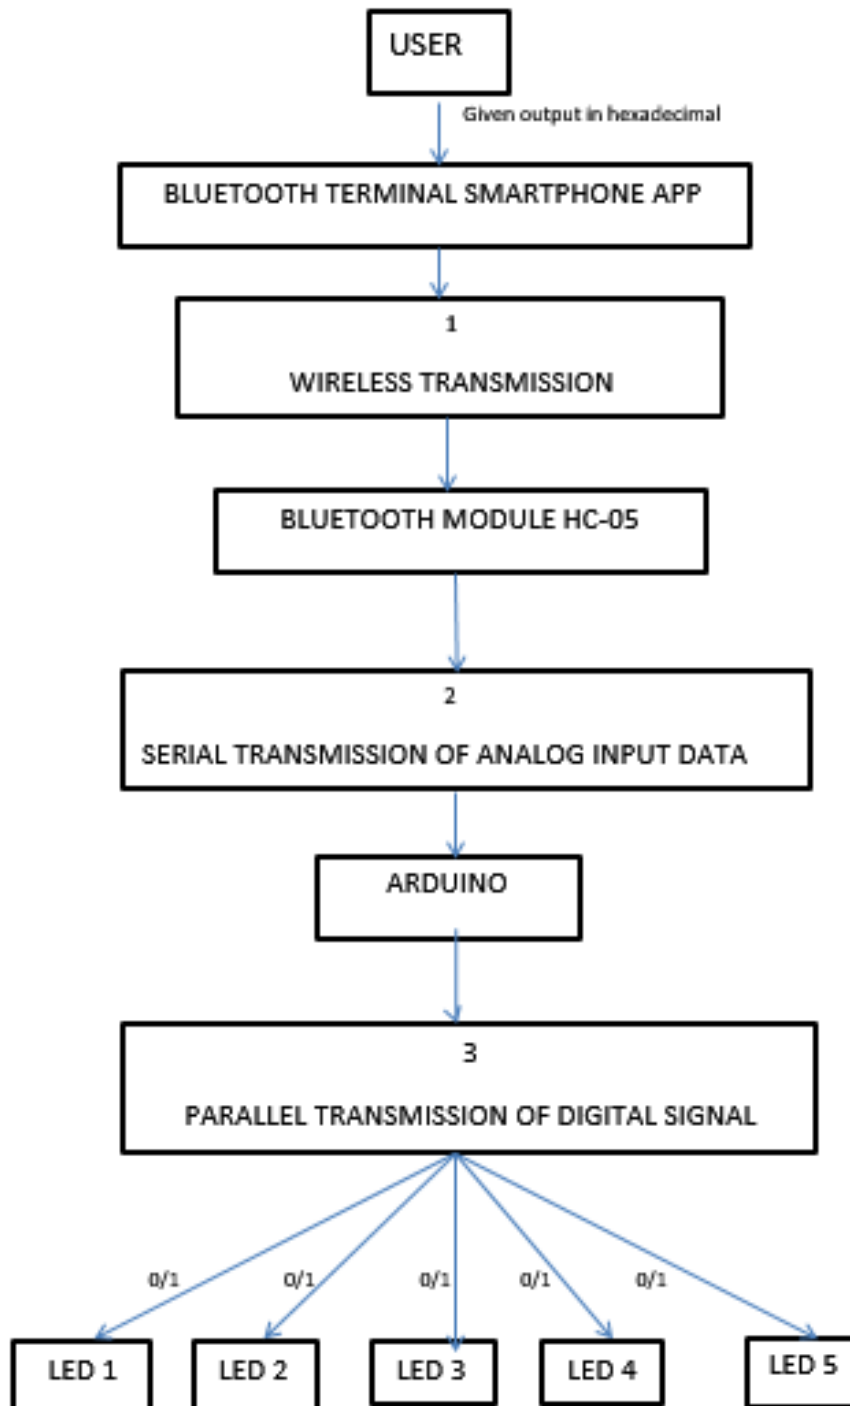 USER
Given output in hexadecimal
BLUETOOTH TERMINAL SMARTPHONE APP
1
WIRELESS TRANSMISSION
BLUETOOTH MODULE HC-05
2
SERIAL TRANSMISSION OF ANALOG INPUT DATA
ARDUINO
3
PARALLEL TRANSMISSION OF DIGITAL SIGNAL
0/1 0/1 0/1 0/1 0/1
LED 1 LED 2 LED 3 LED 4 LED 5